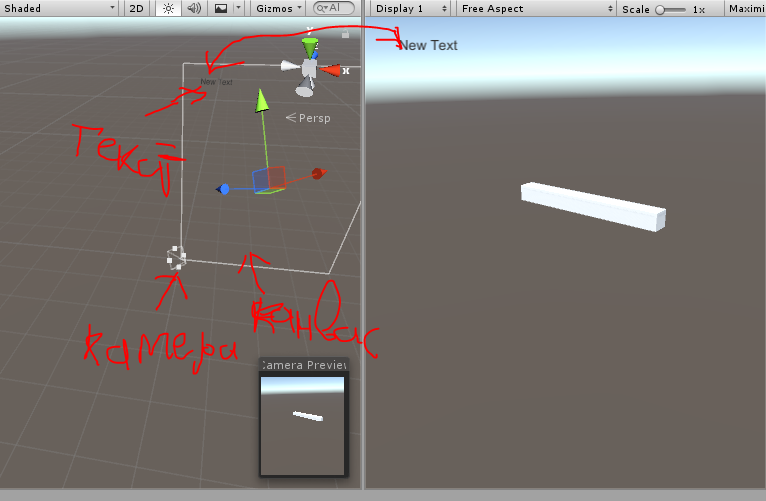 Shaded 2D Gizmos All
Display 1 Free Aspect Scale 1x Maximi
y
x
New Text
New Text
Persp
Текст
канвас
камера
Camera Preview